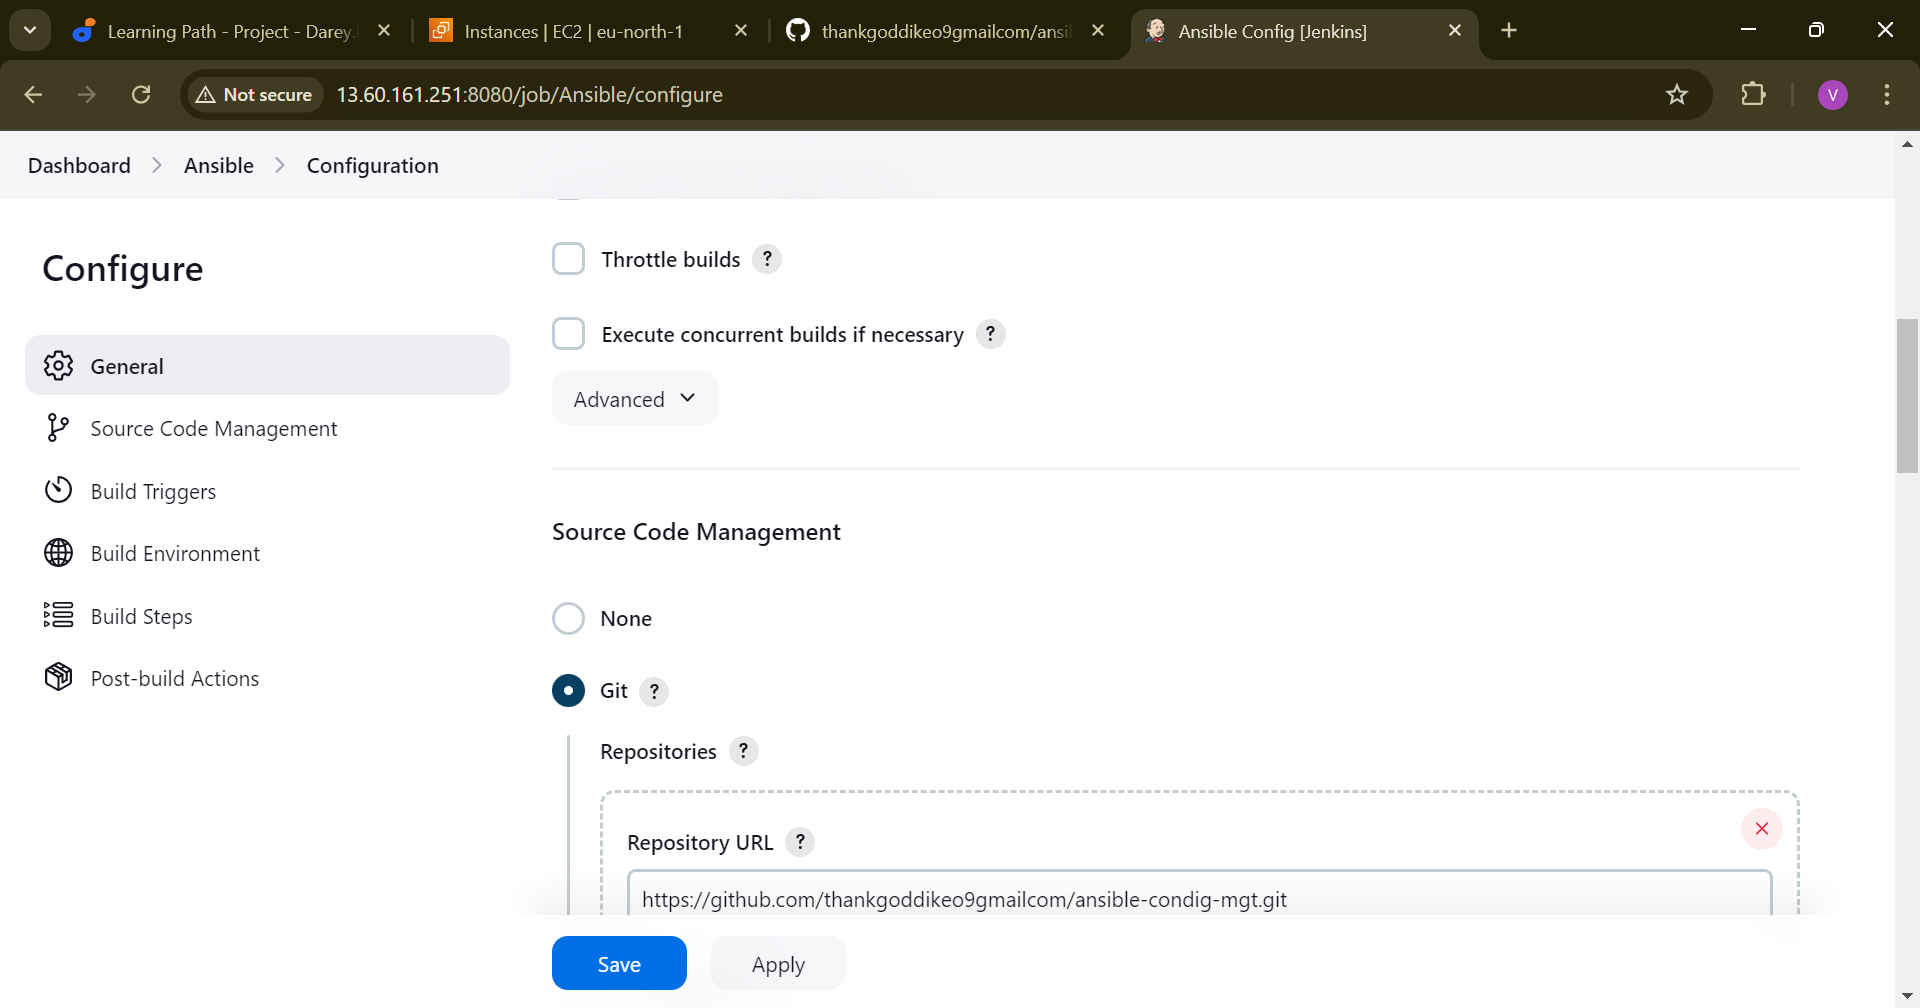 Learning Path - Project - Darey.i
Instances | EC2 | eu-north-1
thankgoddikeo9gmailcom/ansil
Ansible Config [Jenkins]
Not secure
13.60.161.251:8080/job/Ansible/configure
V
Dashboard
Ansible
Configuration
Configure
General
Source Code Management
Build Triggers
Build Environment
Build Steps
Post-build Actions
Throttle builds ?
Execute concurrent builds if necessary ?
Advanced
Source Code Management
None
Git ?
Repositories ?
Repository URL ?
https://github.com/thankgoddikeo9gmailcom/ansible-condig-mgt.git
Save
Apply